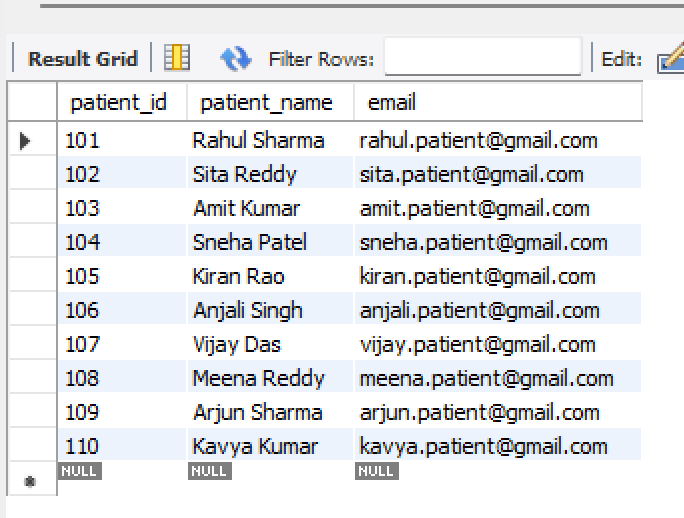 Result Grid Filter Rows: Edit:
patient_id patient_name email
101 Rahul Sharma rahul.patient@gmail.com
102 Sita Reddy sita.patient@gmail.com
103 Amit Kumar amit.patient@gmail.com
104 Sneha Patel sneha.patient@gmail.com
105 Kiran Rao kiran.patient@gmail.com
106 Anjali Singh anjali.patient@gmail.com
107 Vijay Das vijay.patient@gmail.com
108 Meena Reddy meena.patient@gmail.com
109 Arjun Sharma arjun.patient@gmail.com
110 Kavya Kumar kavya.patient@gmail.com
NULL NULL NULL